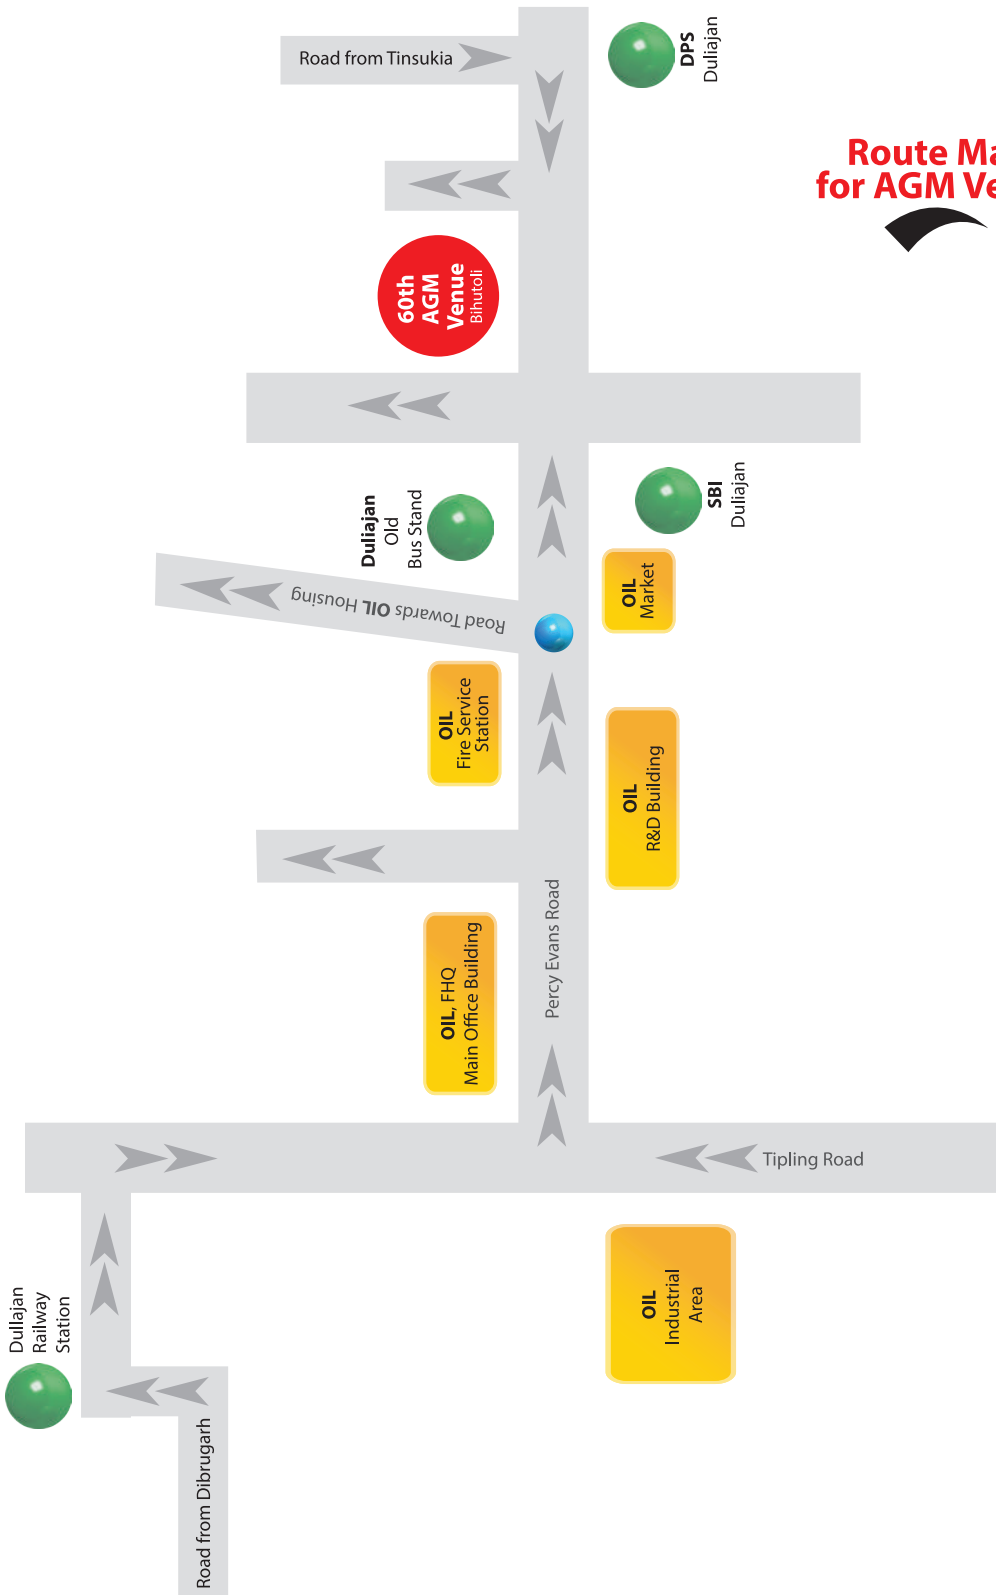 Road from Tinsukia
DPS
Duliajan
Route Ma
for AGM Ve
60th
AGM
Venue
Bihutoli
Duliajan
Old
Bus Stand
SBI
Duliajan
Road Towards OIL Housing
OIL
Market
OIL
Fire Service
Station
OIL
R&D Building
OIL, FHQ
Main Office Building
Percy Evans Road
Tipling Road
Dullajan
Railway
Station
OIL
Industrial
Area
Road from Dibrugarh